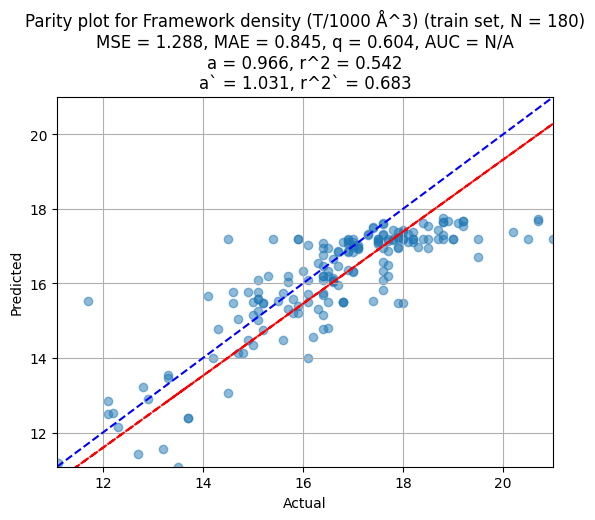 Parity plot for Framework density (T/1000 Å^3) (train set, N = 180)
MSE = 1.288, MAE = 0.845, q = 0.604, AUC = N/A
a = 0.966, r^2 = 0.542
a` = 1.031, r^2` = 0.683
20
18
16
14
12
Predicted
12 14 16 18 20
Actual